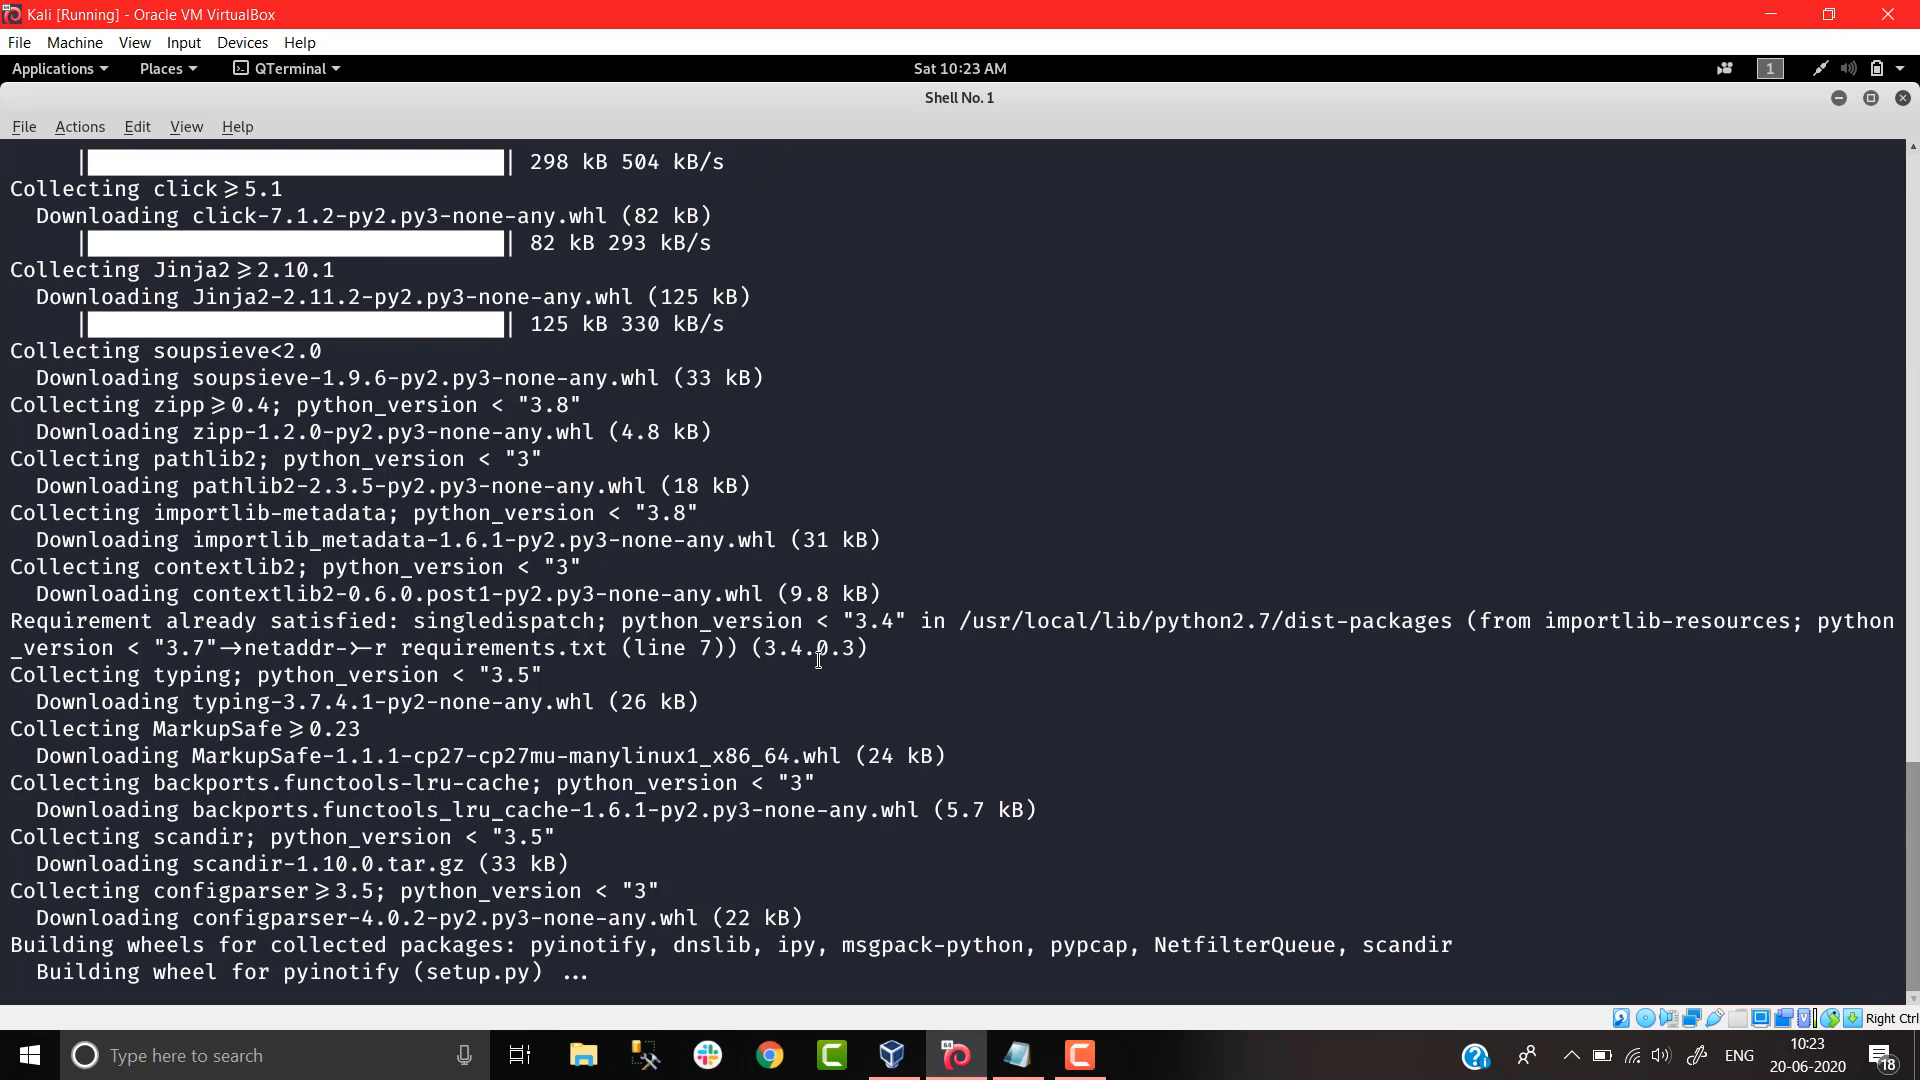 Kali [Running] - Oracle VM VirtualBox
File Machine View Input Devices Help
Applications Places QTerminal Sat 10:23 AM 1
Shell No. 1
File Actions Edit View Help
298 kB 504 kB/s
Collecting click>=5.1
Downloading click-7.1.2-py2.py3-none-any.whl (82 kB)
82 kB 293 kB/s
Collecting Jinja2>=2.10.1
Downloading Jinja2-2.11.2-py2.py3-none-any.whl (125 kB)
125 kB 330 kB/s
Collecting soupsieve<2.0
Downloading soupsieve-1.9.6-py2.py3-none-any.whl (33 kB)
Collecting zipp>=0.4; python_version < "3.8"
Downloading zipp-1.2.0-py2.py3-none-any.whl (4.8 kB)
Collecting pathlib2; python_version < "3"
Downloading pathlib2-2.3.5-py2.py3-none-any.whl (18 kB)
Collecting importlib-metadata; python_version < "3.8"
Downloading importlib_metadata-1.6.1-py2.py3-none-any.whl (31 kB)
Collecting contextlib2; python_version < "3"
Downloading contextlib2-0.6.0.post1-py2.py3-none-any.whl (9.8 kB)
Requirement already satisfied: singledispatch; python_version < "3.4" in /usr/local/lib/python2.7/dist-packages (from importlib-resources; python
_version < "3.7"->netaddr->-r requirements.txt (line 7)) (3.4.0.3)
Collecting typing; python_version < "3.5"
Downloading typing-3.7.4.1-py2-none-any.whl (26 kB)
Collecting MarkupSafe>=0.23
Downloading MarkupSafe-1.1.1-cp27-cp27mu-manylinux1_x86_64.whl (24 kB)
Collecting backports.functools-lru-cache; python_version < "3"
Downloading backports.functools_lru_cache-1.6.1-py2.py3-none-any.whl (5.7 kB)
Collecting scandir; python_version < "3.5"
Downloading scandir-1.10.0.tar.gz (33 kB)
Collecting configparser>=3.5; python_version < "3"
Downloading configparser-4.0.2-py2.py3-none-any.whl (22 kB)
Building wheels for collected packages: pyinotify, dnslib, ipy, msgpack-python, pypcap, NetfilterQueue, scandir
Building wheel for pyinotify (setup.py) ...
Right Ctrl
Type here to search
ENG
10:23
20-06-2020
18